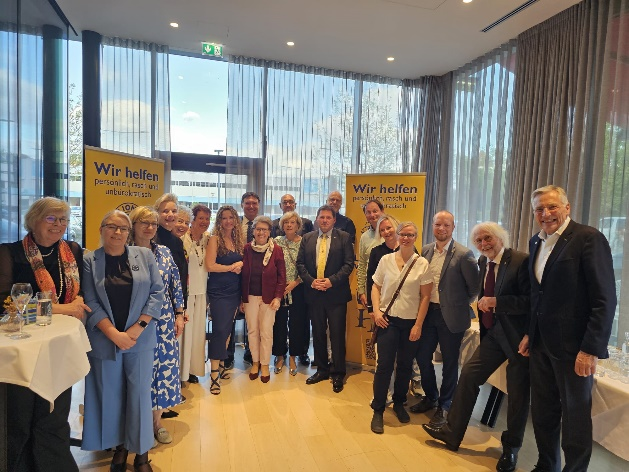 Wir helfen
persönlich, rasch und
unbürokratisch
Wir helfen
persönlich, rasch und
unbürokratisch